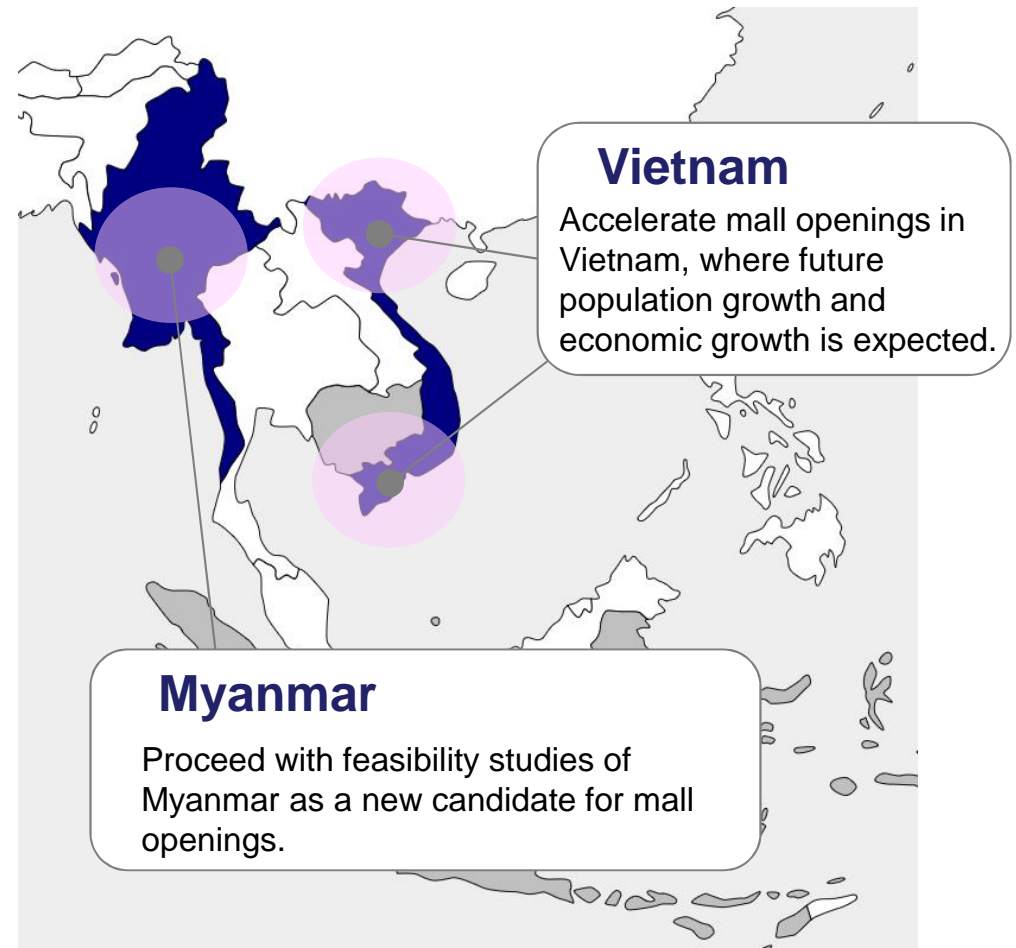 Vietnam
Accelerate mall openings in
Vietnam, where future
population growth and
economic growth is expected.
Myanmar
Proceed with feasibility studies of
Myanmar as a new candidate for mall
openings.